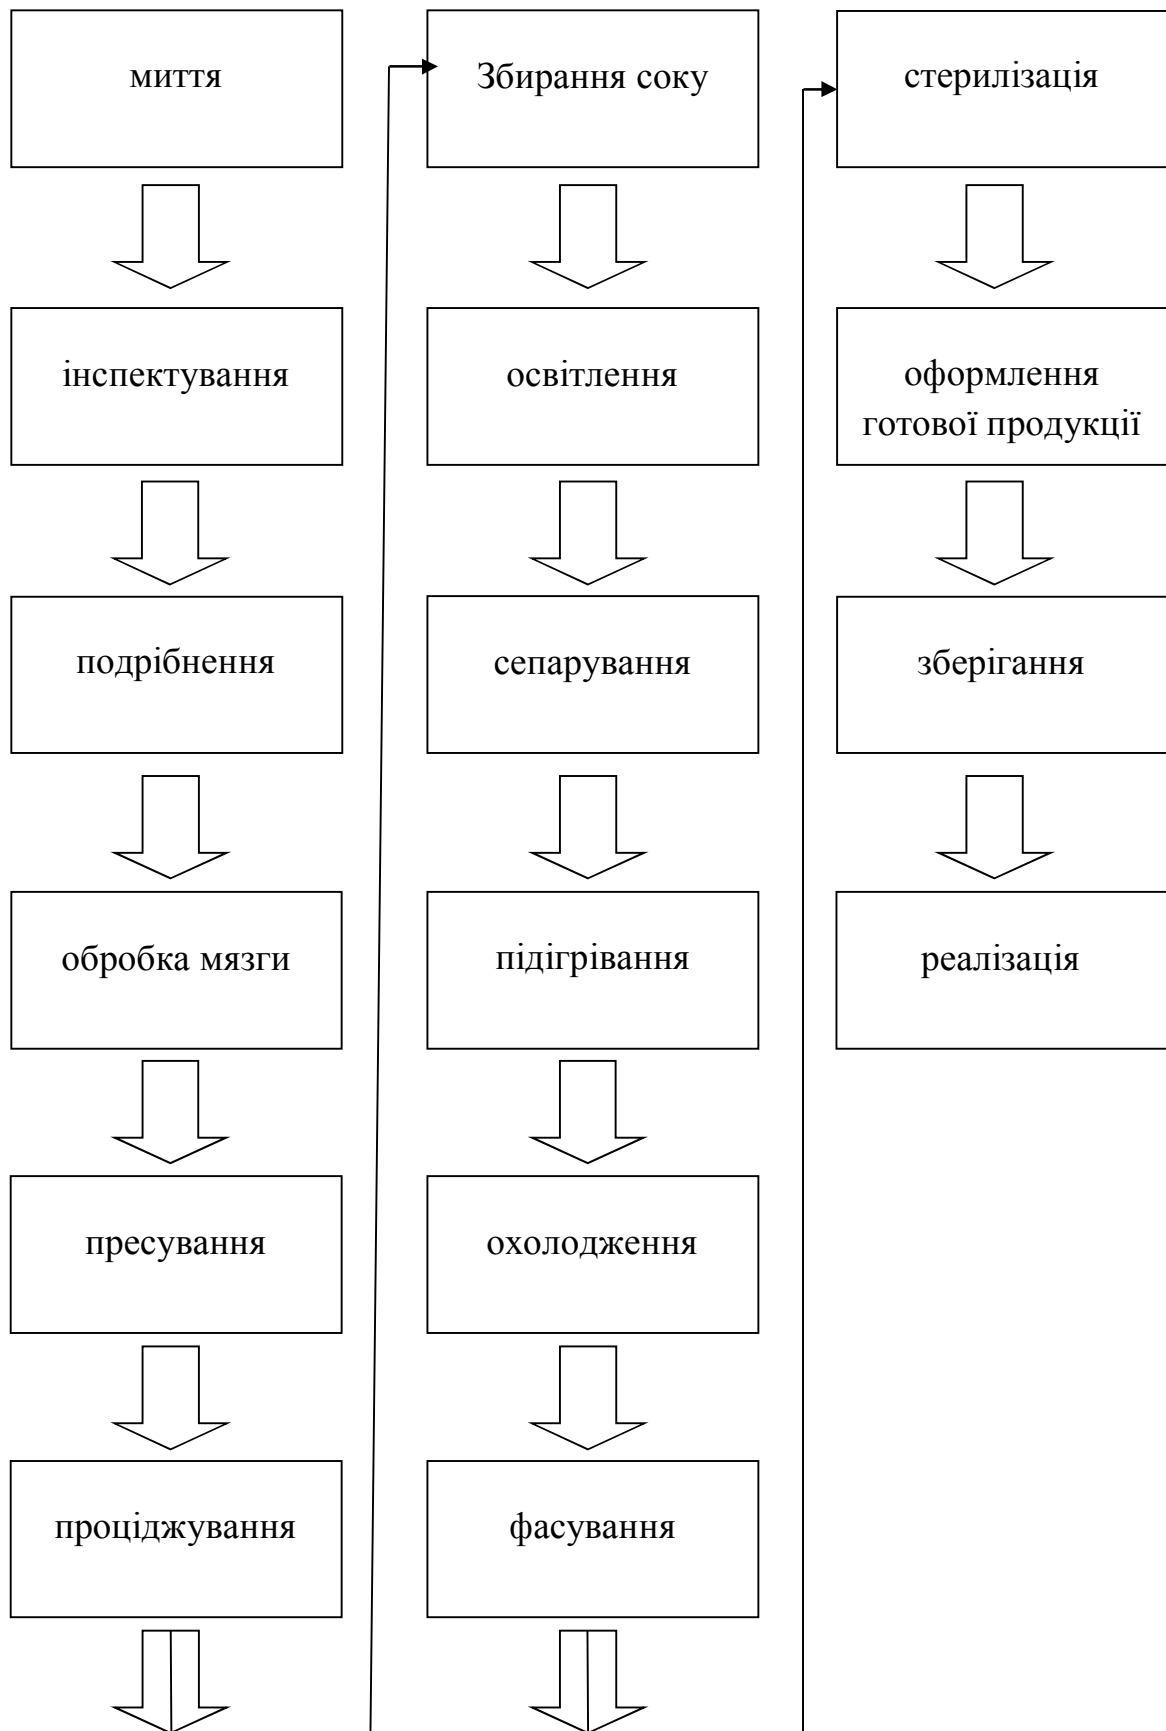 миття
інспектування
подрібнення
обробка мязги
пресування
проціджування
Збирання соку
освітлення
сепарування
підігрівання
охолодження
фасування
стерилізація
оформлення
готової продукції
зберігання
реалізація